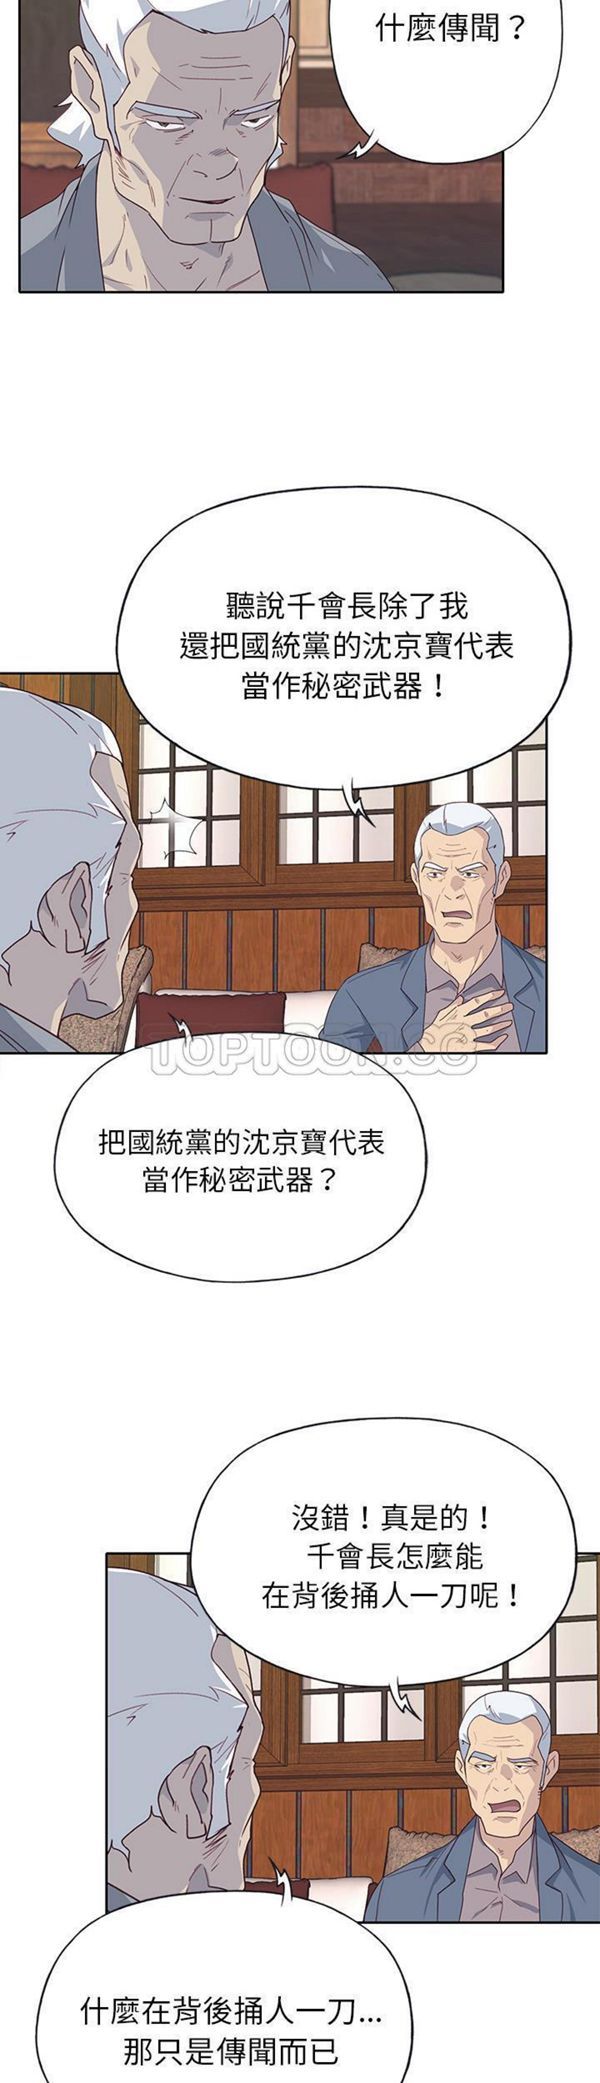 什麼傳聞？
聽說千會長除了我
還把國統黨的沈京寶代表
當作秘密武器！
TOPTOON.CC
把國統黨的沈京寶代表
當作秘密武器？
沒錯！真是的！
千會長怎麼能
在背後捅人一刀呢！
什麼在背後捅人一刀...
那只是傳聞而已